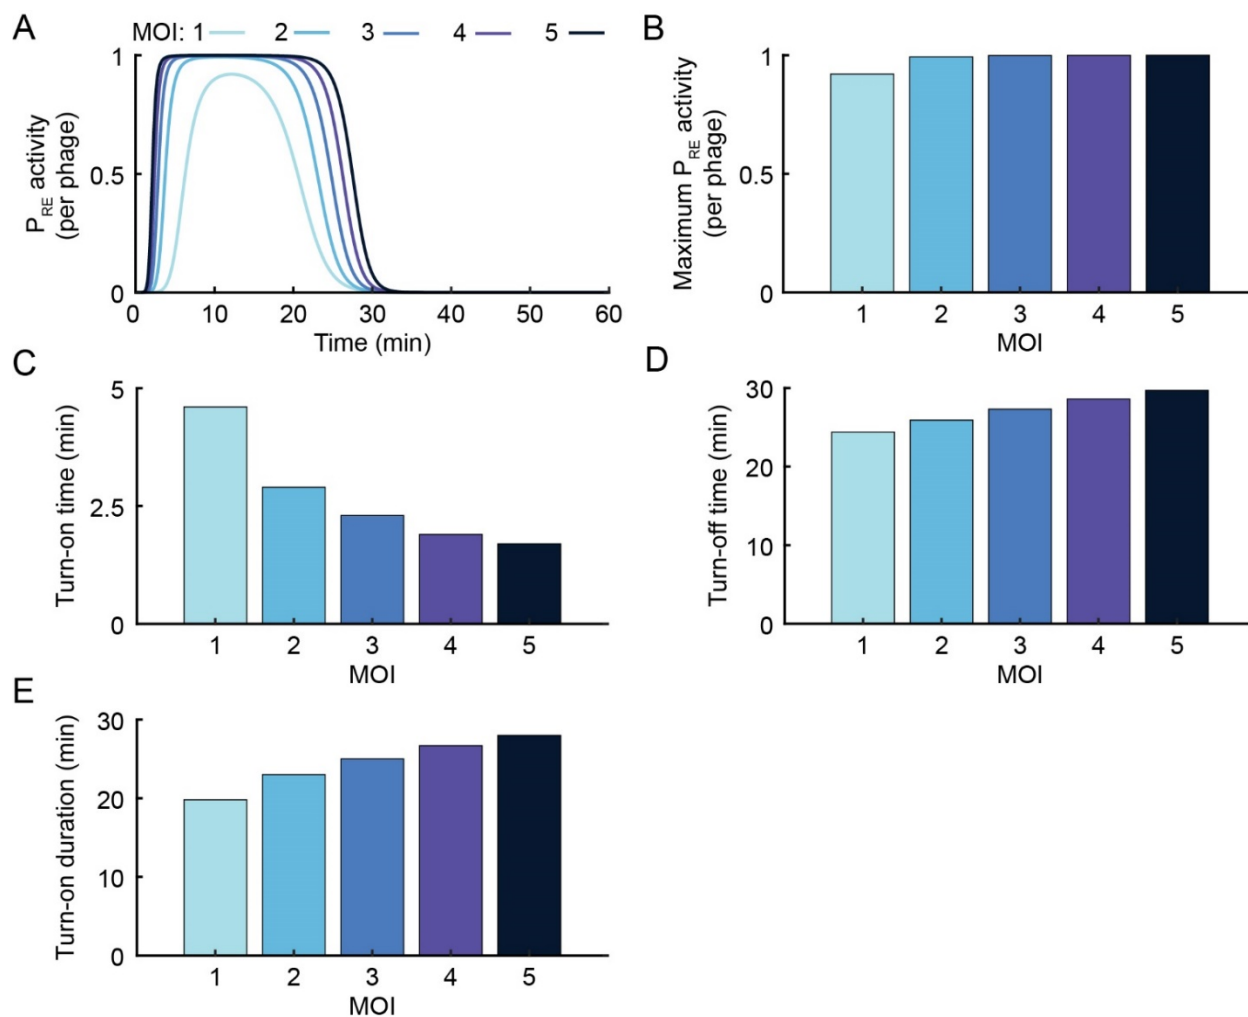 A
MOI: 1 2 3 4 5
1
0.5
0
P_RE activity
(per phage)
0 10 20 30 40 50 60
Time (min)
B
1
0.5
0
Maximum P_RE activity
(per phage)
1 2 3 4 5
MOI
C
5
2.5
0
Turn-on time (min)
1 2 3 4 5
MOI
D
30
20
10
0
Turn-off time (min)
1 2 3 4 5
MOI
E
30
20
10
0
Turn-on duration (min)
1 2 3 4 5
MOI